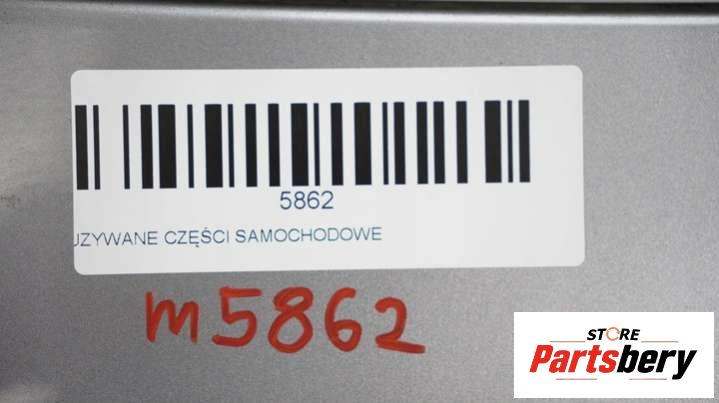 5862
UZYWANE CZĘŚCI SAMOCHODOWE
m5862
STORE
Partsbery